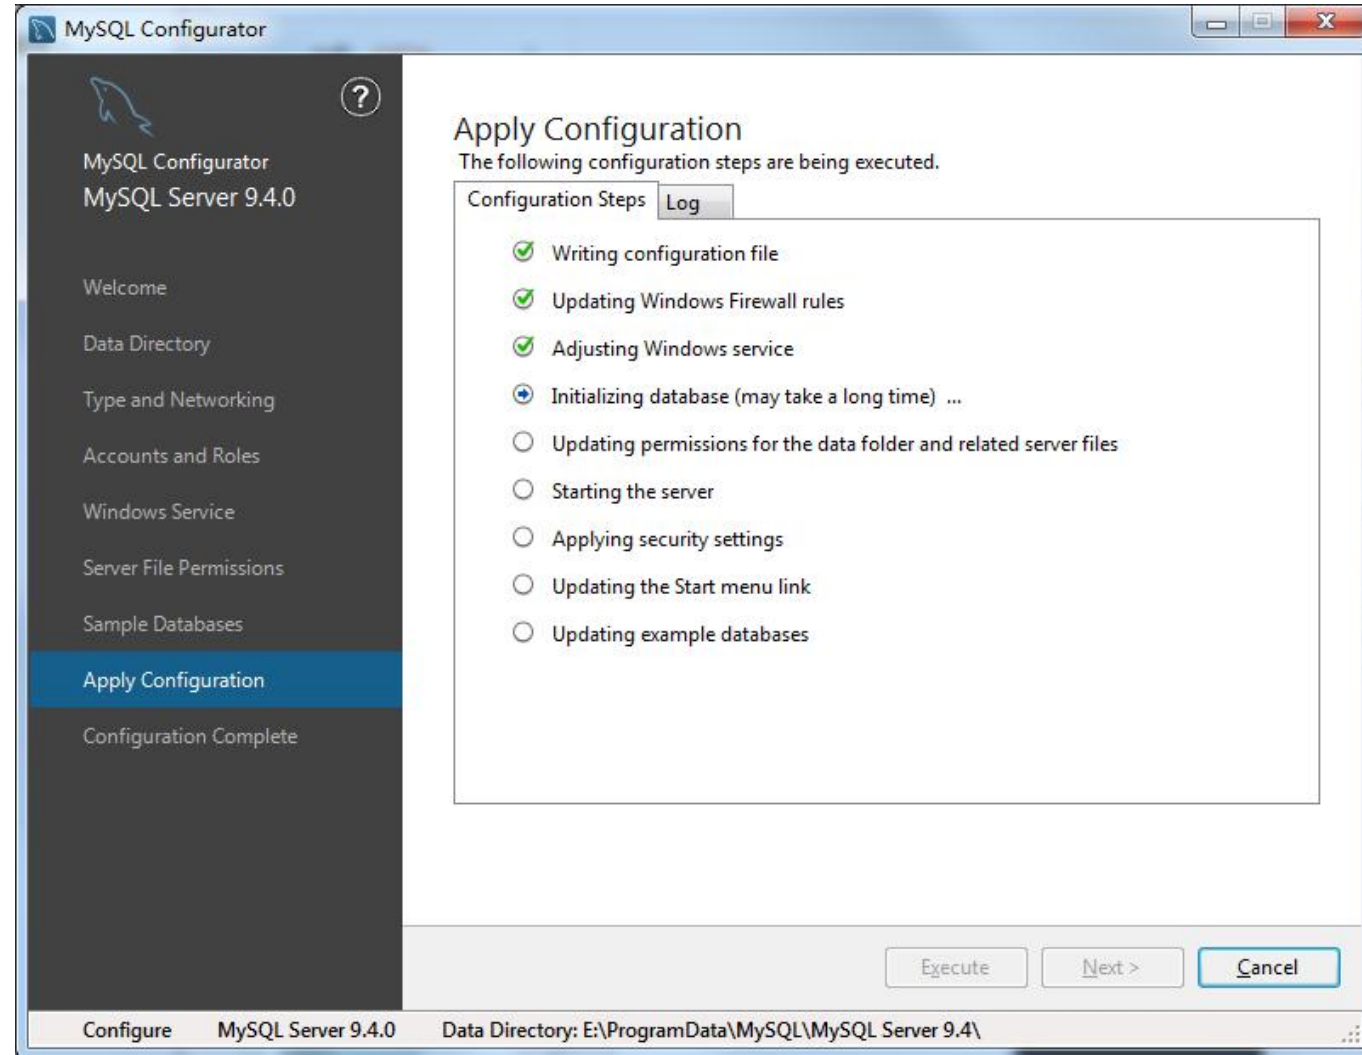 MySQL Configurator
?
MySQL Configurator
MySQL Server 9.4.0
Welcome
Data Directory
Type and Networking
Accounts and Roles
Windows Service
Server File Permissions
Sample Databases
Apply Configuration
Configuration Complete
Apply Configuration
The following configuration steps are being executed.
Configuration Steps Log
Writing configuration file
Updating Windows Firewall rules
Adjusting Windows service
Initializing database (may take a long time) ...
Updating permissions for the data folder and related server files
Starting the server
Applying security settings
Updating the Start menu link
Updating example databases
Execute Next > Cancel
Configure MySQL Server 9.4.0 Data Directory: E:\ProgramData\MySQL\MySQL Server 9.4\